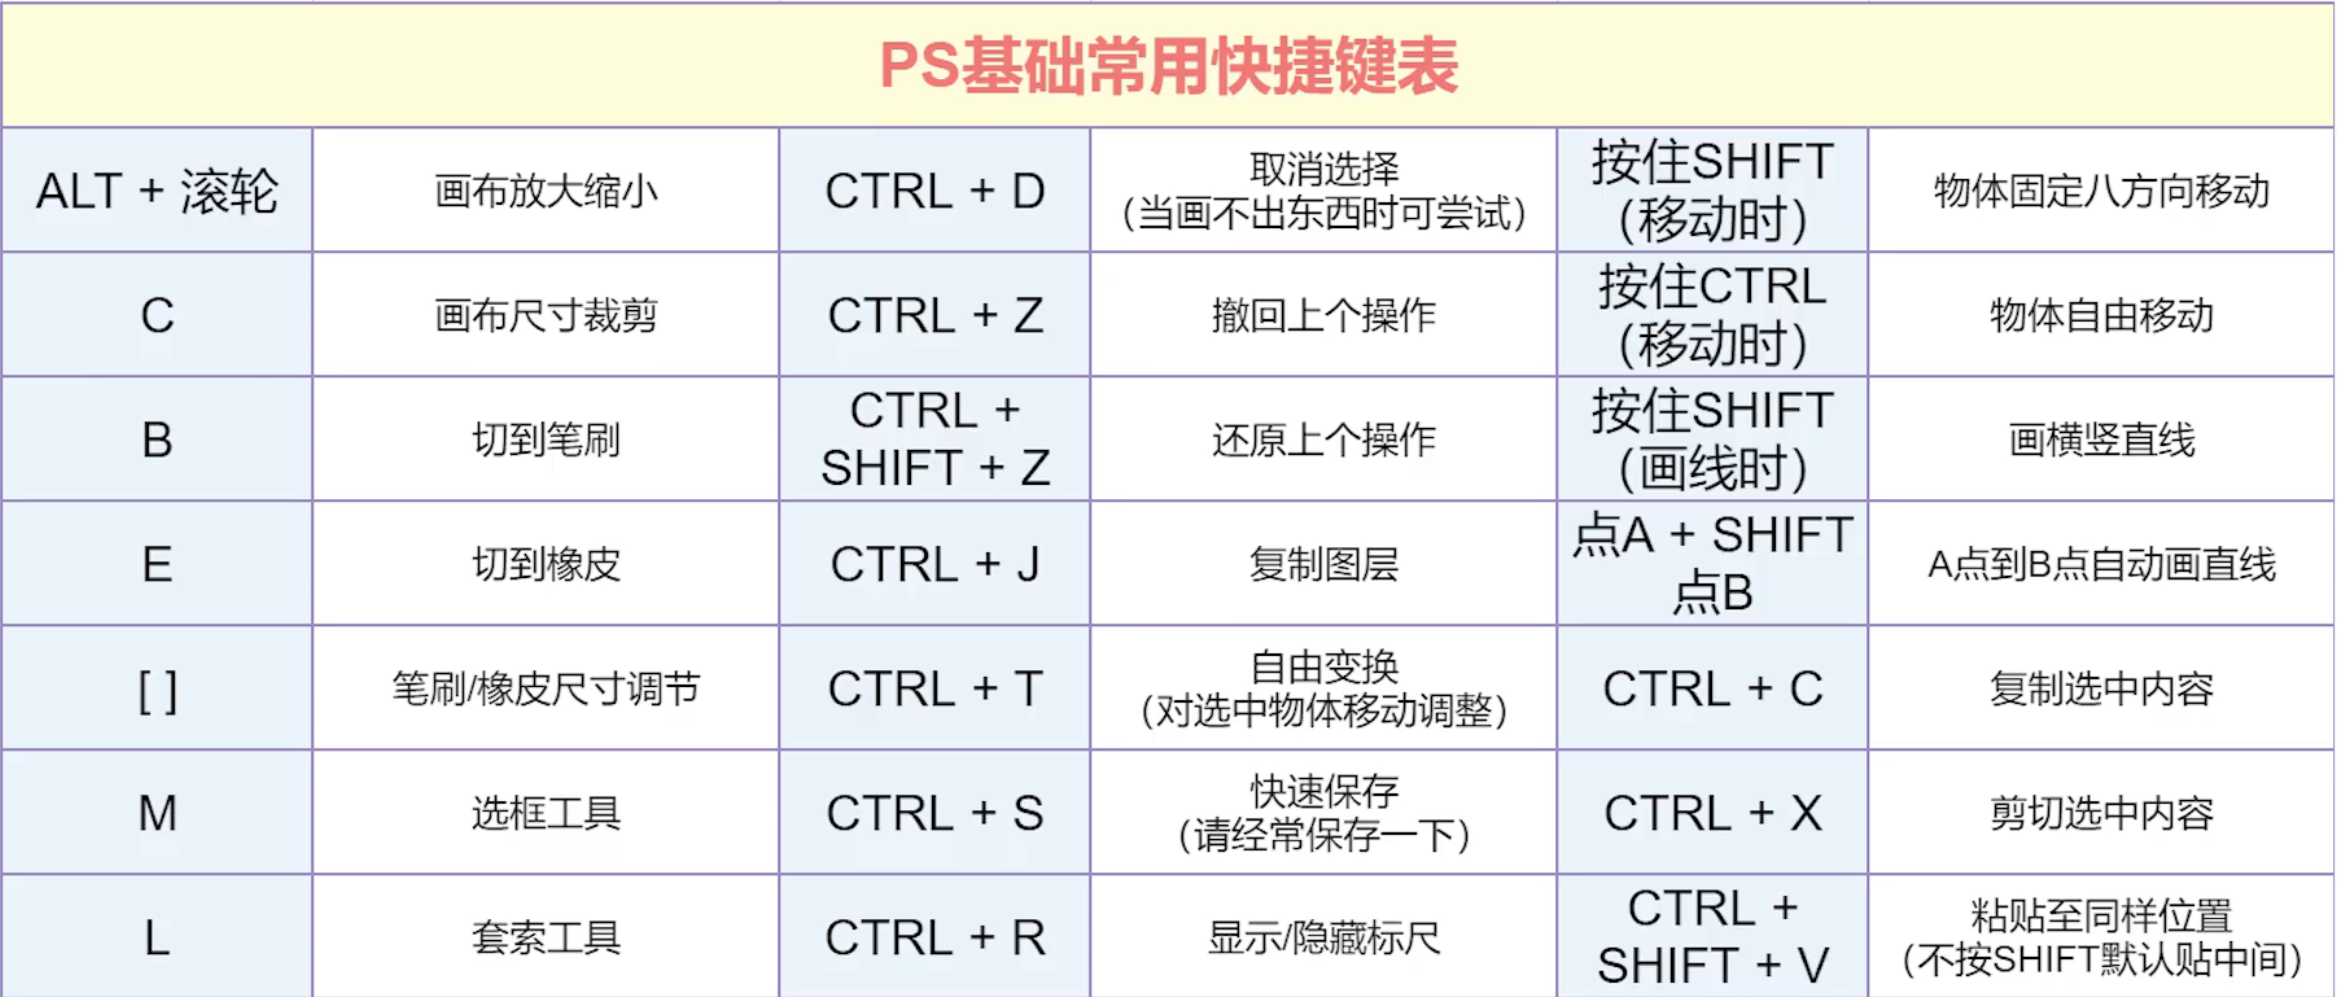 PS基础常用快捷键表
ALT + 滚轮
画布放大缩小
CTRL + D
取消选择
（当画不出东西时可尝试）
按住SHIFT
（移动时）
物体固定八方向移动
C
画布尺寸裁剪
CTRL + Z
撤回上个操作
按住CTRL
（移动时）
物体自由移动
B
切到笔刷
CTRL +
SHIFT + Z
还原上个操作
按住SHIFT
（画线时）
画横竖直线
E
切到橡皮
CTRL + J
复制图层
点A + SHIFT
点B
A点到B点自动画直线
[ ]
笔刷/橡皮尺寸调节
CTRL + T
自由变换
（对选中物体移动调整）
CTRL + C
复制选中内容
M
选框工具
CTRL + S
快速保存
（请经常保存一下）
CTRL + X
剪切选中内容
L
套索工具
CTRL + R
显示/隐藏标尺
CTRL +
SHIFT + V
粘贴至同样位置
（不按SHIFT默认贴中间）